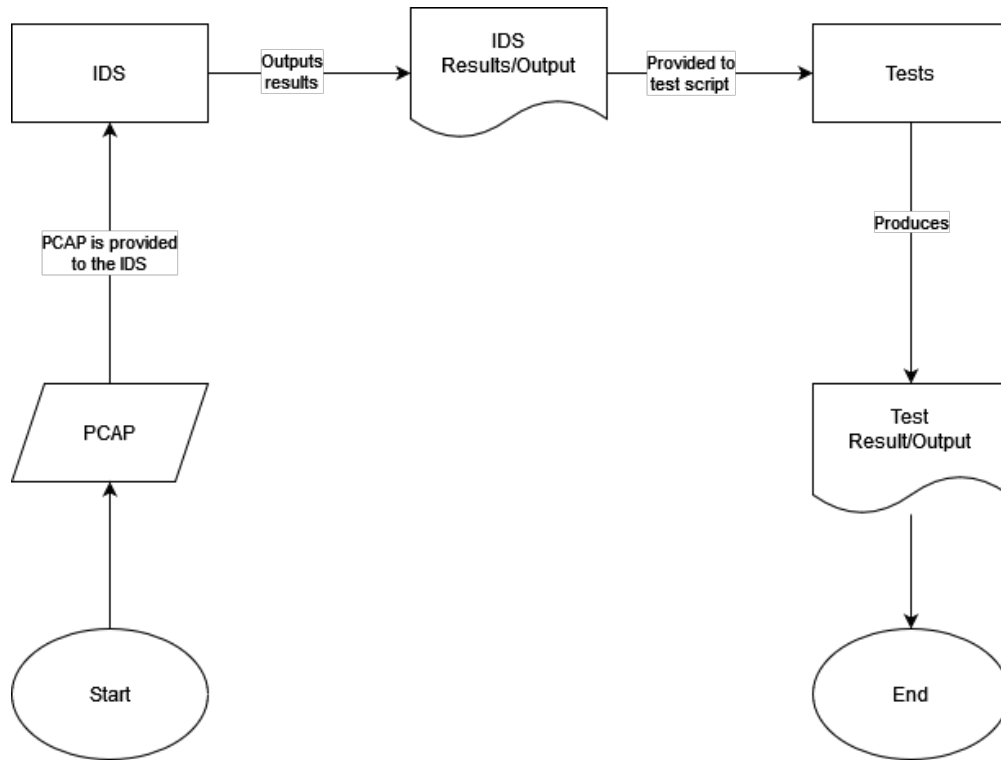 IDS
Outputs
results
IDS
Results/Output
Provided to
test script
Tests
PCAP is provided
to the IDS
Produces
PCAP
Test
Result/Output
Start
End